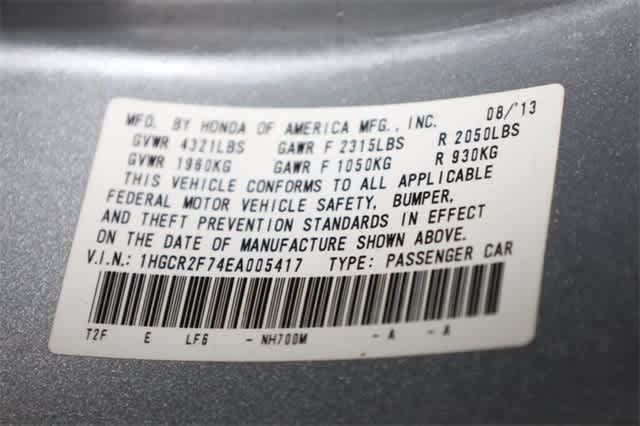 MFD. BY HONDA OF AMERICA MFG., INC. 08/'13
GVWR 4321LBS GAWR F 2315LBS R 2050LBS
GVWR 1960KG GAWR F 1050KG R 930KG
THIS VEHICLE CONFORMS TO ALL APPLICABLE
FEDERAL MOTOR VEHICLE SAFETY, BUMPER,
AND THEFT PREVENTION STANDARDS IN EFFECT
ON THE DATE OF MANUFACTURE SHOWN ABOVE.
V.I.N.: 1HGCR2F74EA005417 TYPE: PASSENGER CAR
T2F E LF6 - NH700M - A - A